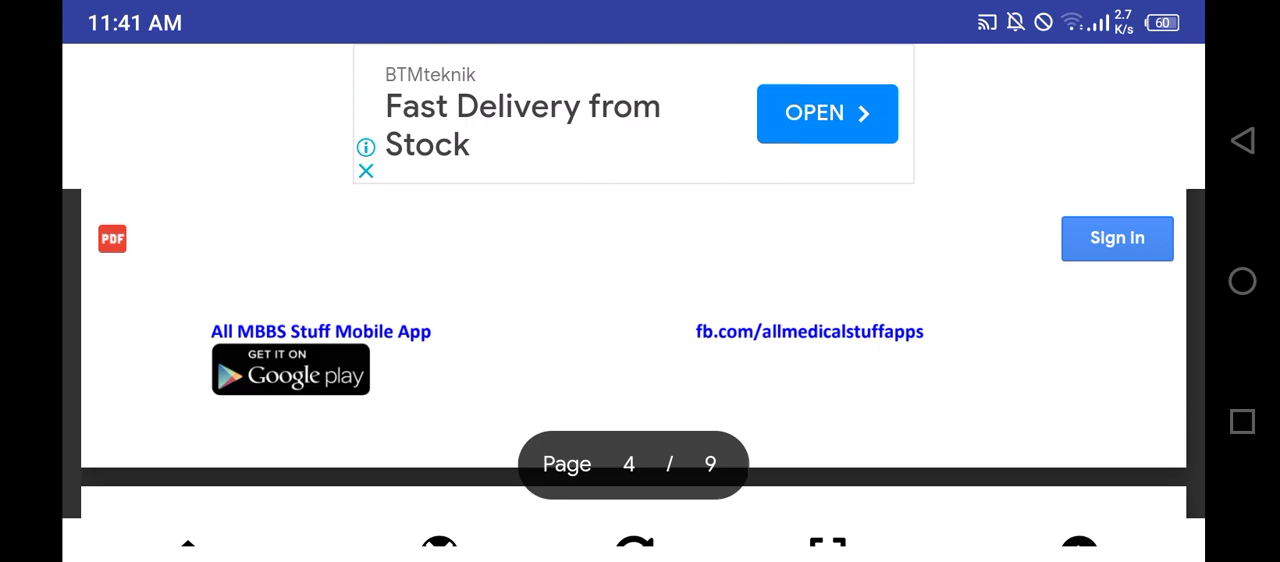 11:41 AM
2.7
K/s
60
BTMteknik
Fast Delivery from
Stock
OPEN
PDF
Sign in
All MBBS Stuff Mobile App
fb.com/allmedicalstuffapps
GET IT ON
Google play
Page 4 / 9